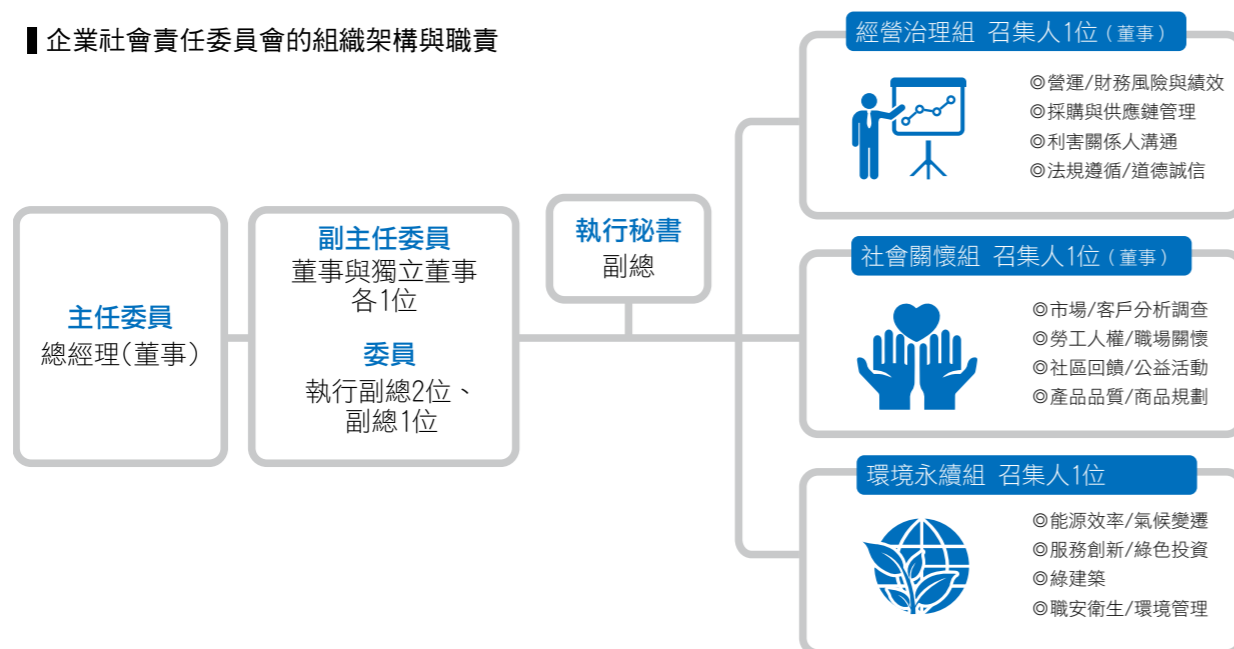 企業社會責任委員會的組織架構與職責
主任委員
總經理(董事)
副主任委員
董事與獨立董事
各1位
委員
執行副總2位、
副總1位
執行秘書
副總
經營治理組 召集人1位(董事)
◎營運/財務風險與績效
◎採購與供應鏈管理
◎利害關係人溝通
◎法規遵循/道德誠信
社會關懷組 召集人1位(董事)
◎市場/客戶分析調查
◎勞工人權/職場關懷
◎社區回饋/公益活動
◎產品品質/商品規劃
環境永續組 召集人1位
◎能源效率/氣候變遷
◎服務創新/綠色投資
◎綠建築
◎職安衛生/環境管理